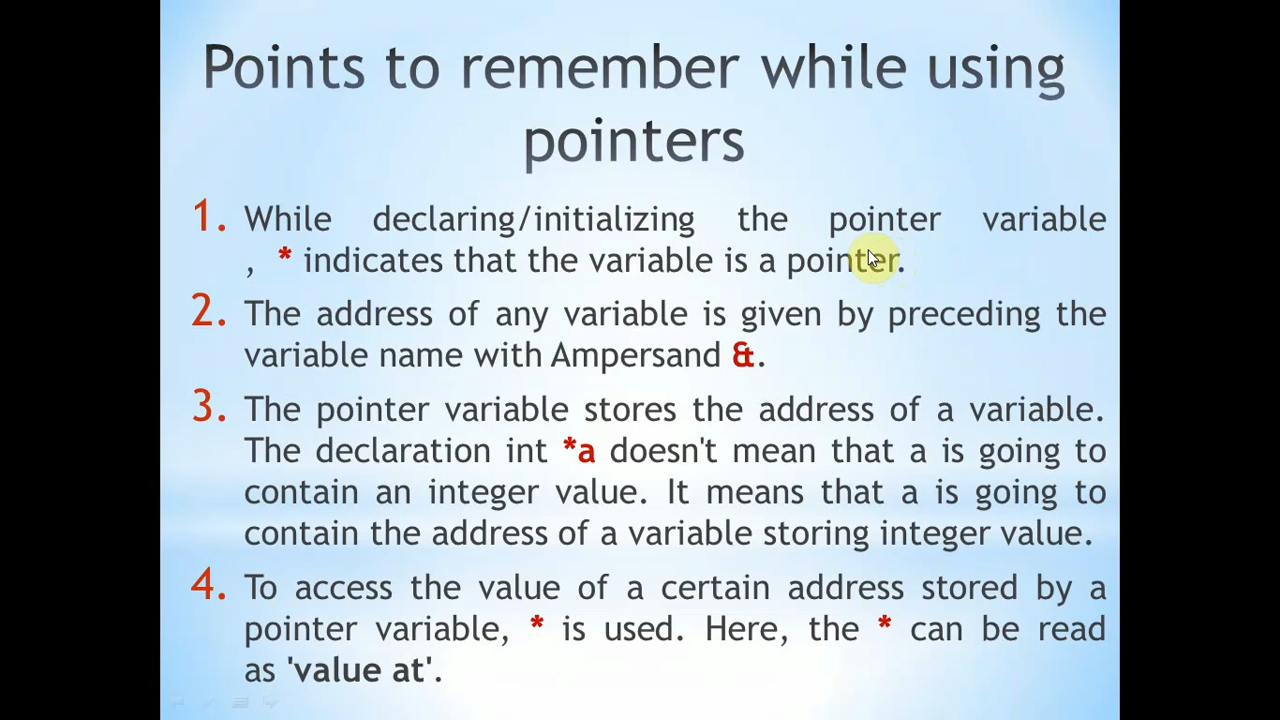 Points to remember while using
pointers
1. While declaring/initializing the pointer variable
, * indicates that the variable is a pointer.
2. The address of any variable is given by preceding the
variable name with Ampersand &.
3. The pointer variable stores the address of a variable.
The declaration int *a doesn't mean that a is going to
contain an integer value. It means that a is going to
contain the address of a variable storing integer value.
4. To access the value of a certain address stored by a
pointer variable, * is used. Here, the * can be read
as 'value at'.